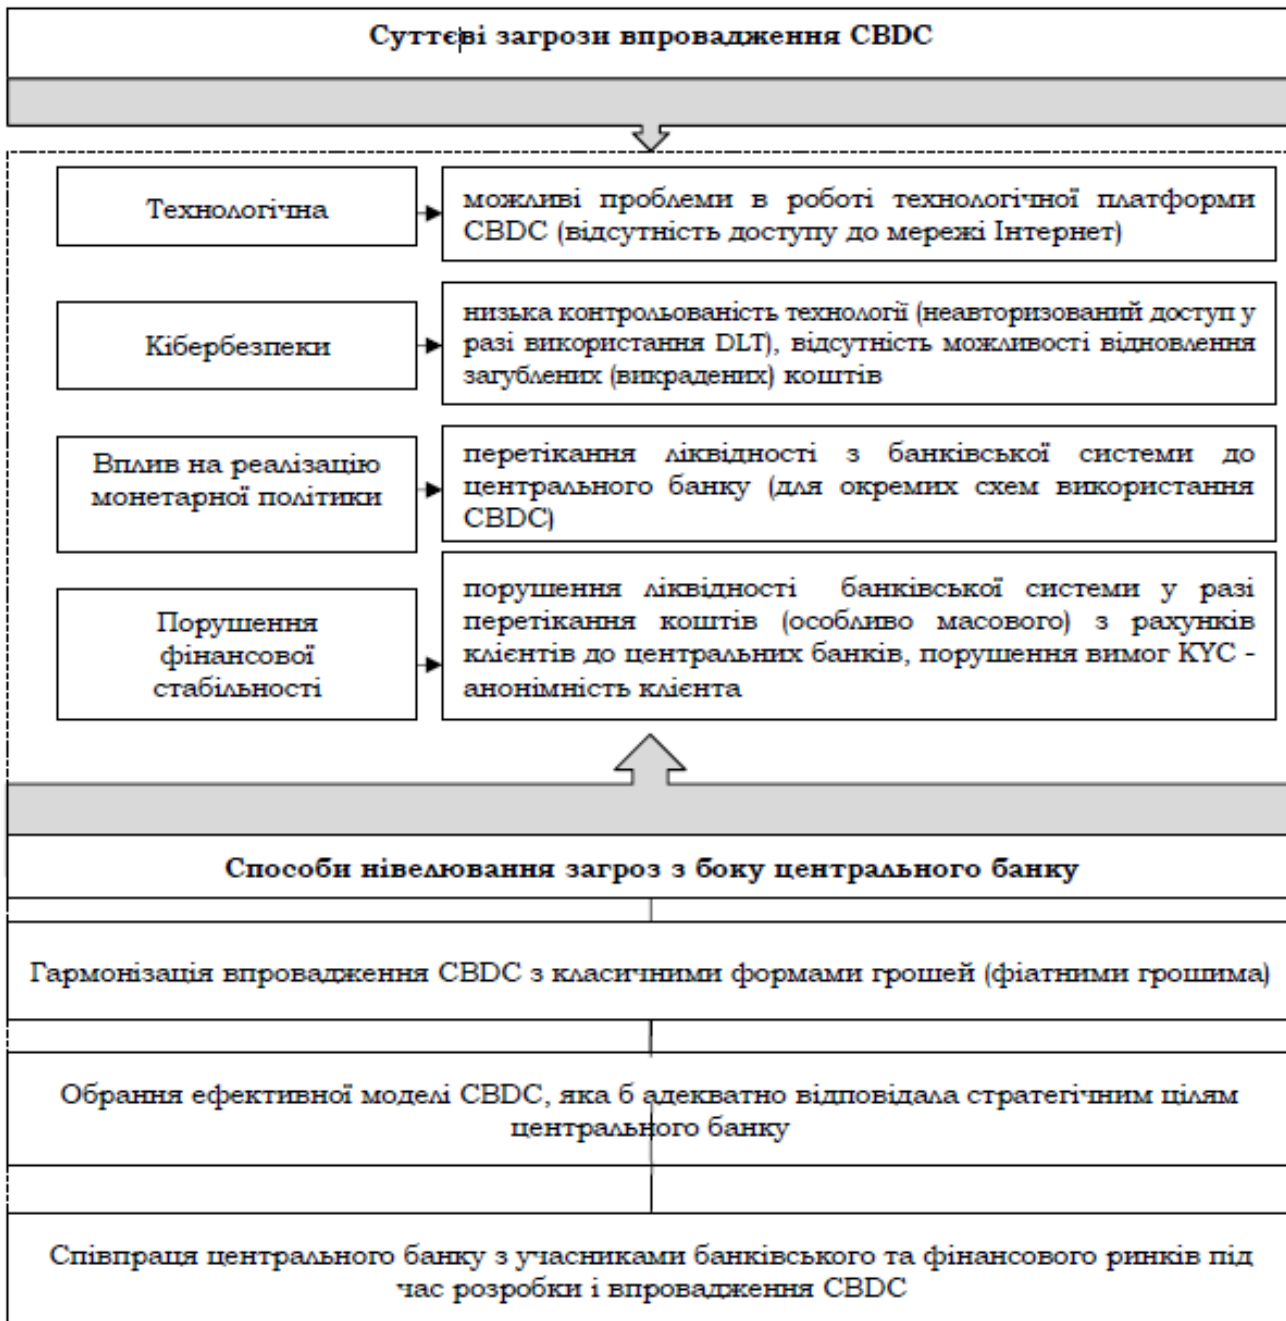 Суттєві загрози впровадження CBDC
Технологічна
можливі проблеми в роботі технологічної платформи
CBDC (відсутність доступу до мережі Інтернет)
Кібербезпеки
низька контрольованість технології (неавторизований доступ у
разі використання DLT), відсутність можливості відновлення
загублених (викрадених) коштів
Вплив на реалізацію
монетарної політики
перетікання ліквідності з банківської системи до
центрального банку (для окремих схем використання
CBDC)
Порушення
фінансової
стабільності
порушення ліквідності банківської системи у разі
перетікання коштів (особливо масового) з рахунків
клієнтів до центральних банків, порушення вимог KYC -
анонімність клієнта
Способи нівелювання загроз з боку центрального банку
Гармонізація впровадження CBDC з класичними формами грошей (фіатними грошима)
Обрання ефективної моделі CBDC, яка б адекватно відповідала стратегічним цілям
центрального банку
Співпраця центрального банку з учасниками банківського та фінансового ринків під
час розробки і впровадження CBDC